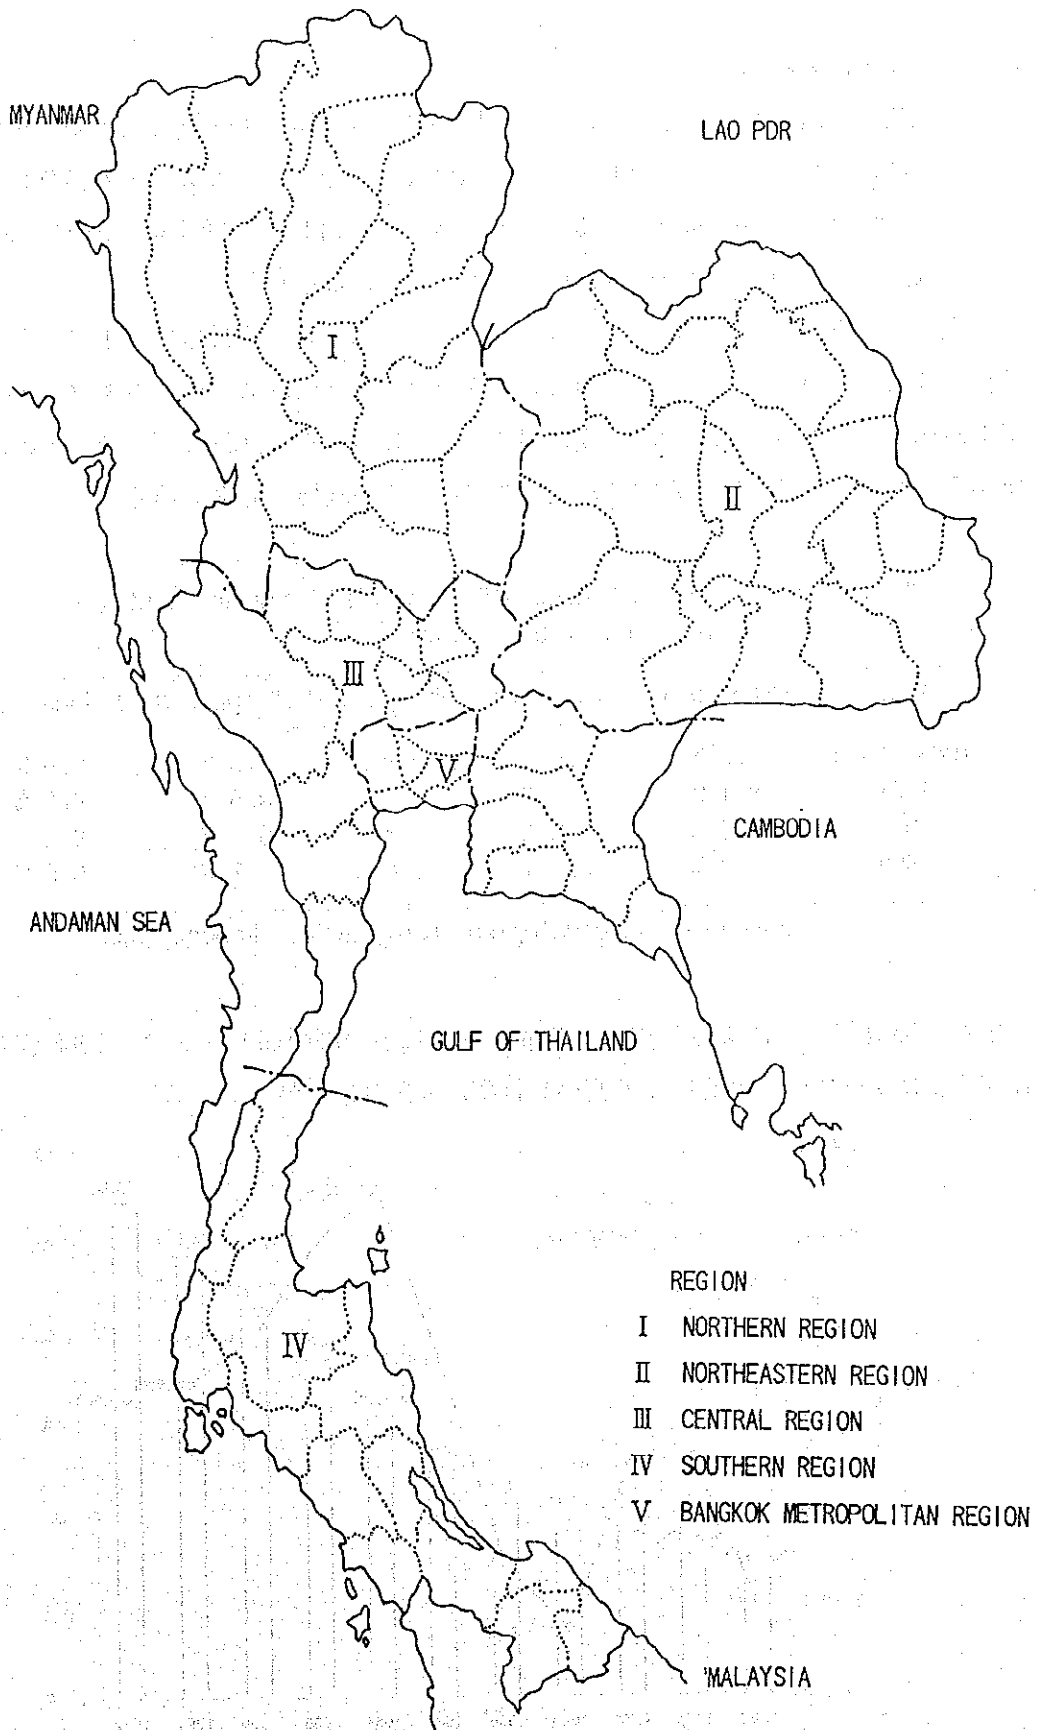 MYANMAR
LAO PDR
I
II
III
V
CAMBODIA
ANDAMAN SEA
GULF OF THAILAND
IV
REGION
I NORTHERN REGION
II NORTHEASTERN REGION
III CENTRAL REGION
IV SOUTHERN REGION
V BANGKOK METROPOLITAN REGION
MALAYSIA